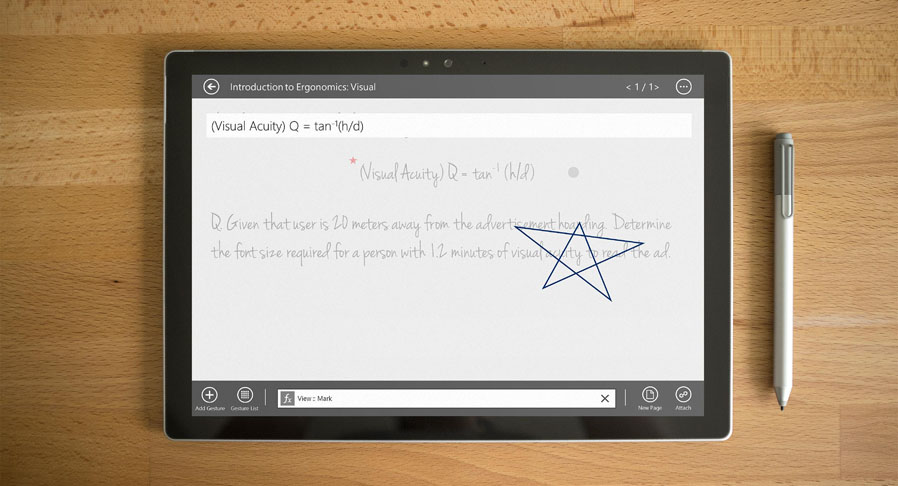 Introduction to Ergonomics: Visual
< 1 / 1 >
(Visual Acuity) Q = tan⁻¹(h/d)
(Visual Acuity) Q = tan⁻¹ (h/d)
Q. Given that user is 20 meters away from the advertisement hoarding. Determine
the font size required for a person with 1.2 minutes of visual acuity to read the ad.
Add Gesture Gesture List fx View :: Mark New Page Attach